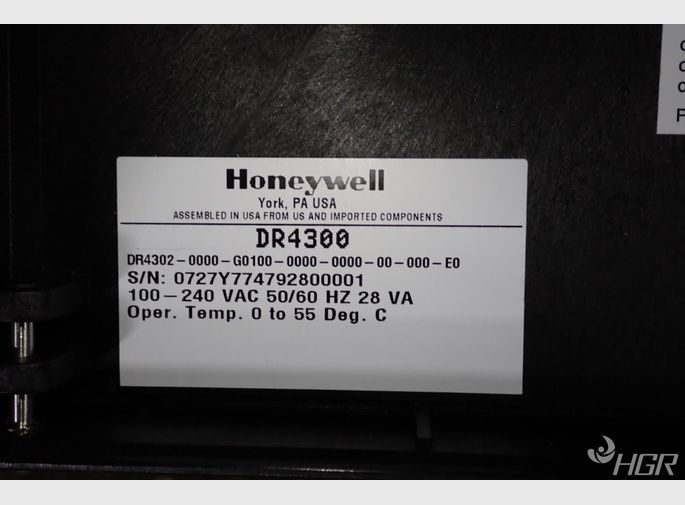 Honeywell
York, PA USA
ASSEMBLED IN USA FROM US AND IMPORTED COMPONENTS
DR4300
DR4302-0000-G0100-0000-0000-00-000-E0
S/N: 0727Y774792800001
100-240 VAC 50/60 HZ 28 VA
Oper. Temp. 0 to 55 Deg. C
HGR